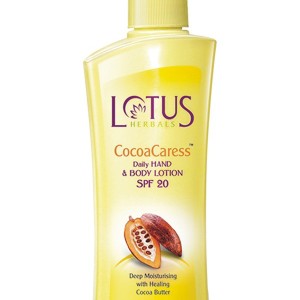 LOTUS
HERBALS
CocoaCaress™
Daily HAND
& BODY LOTION
SPF 20
Deep Moisturising
with Healing
Cocoa Butter